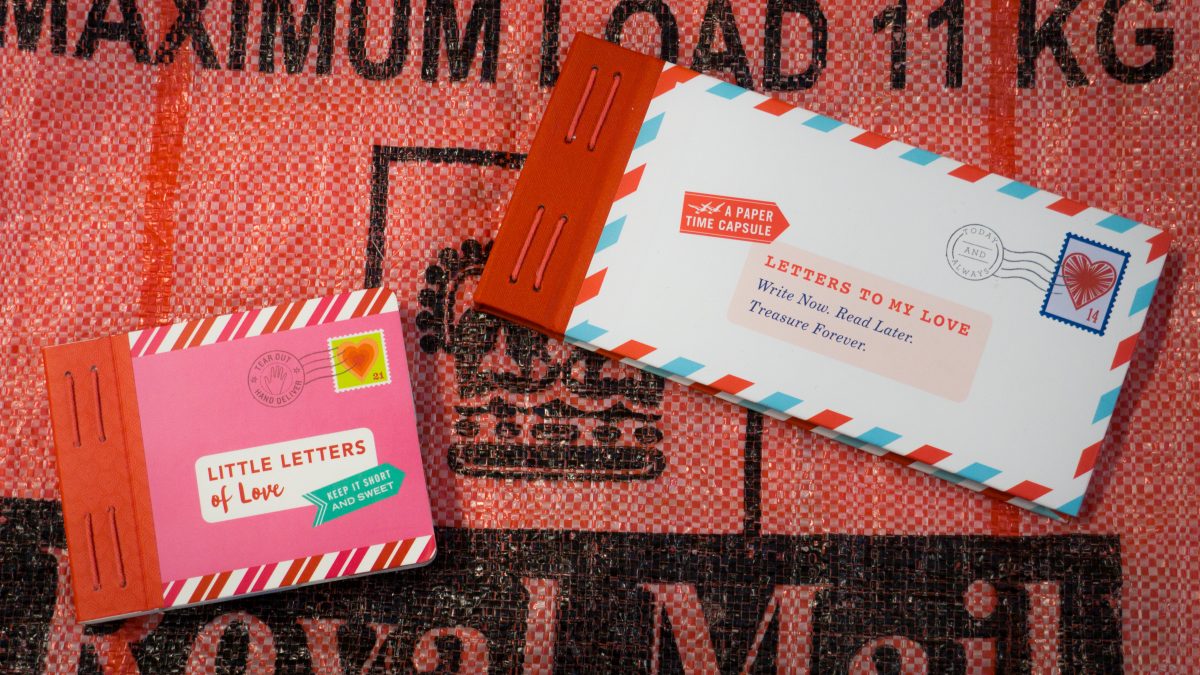 MAXIMUM LOAD 11 KG
A PAPER
TIME CAPSULE
TODAY
AND
ALWAYS
14
LETTERS TO MY LOVE
Write Now. Read Later.
Treasure Forever.
TEAR OUT
HAND DELIVER
21
LITTLE LETTERS
of Love
KEEP IT SHORT
AND SWEET
Royal Mail